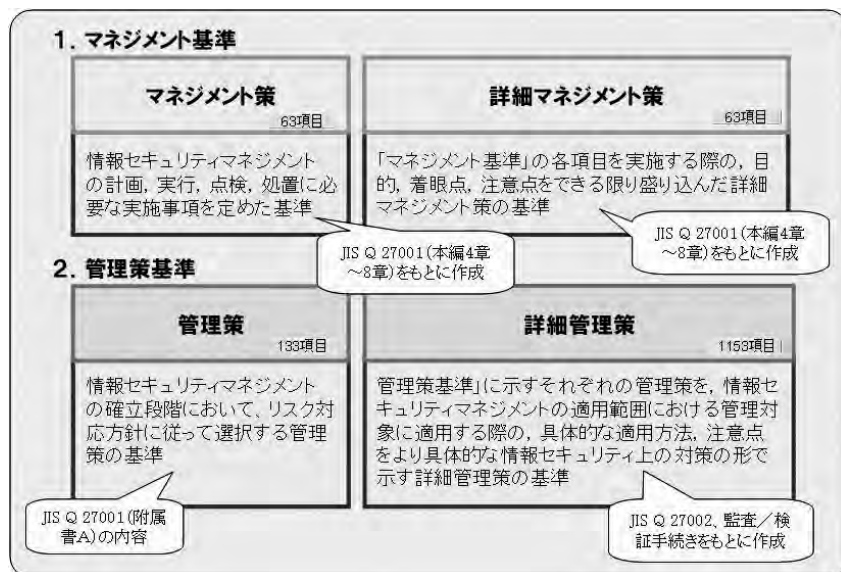 1. マネジメント基準
マネジメント策
63項目
情報セキュリティマネジメント
の計画, 実行, 点検, 処置に必
要な実施事項を定めた基準
JIS Q 27001(本編4章
～8章)をもとに作成
詳細マネジメント策
63項目
「マネジメント基準」の各項目を実施する際の, 目
的, 着眼点, 注意点をできる限り盛り込んだ詳細
マネジメント策の基準
JIS Q 27001(本編4章
～8章)をもとに作成
2. 管理策基準
管理策
133項目
情報セキュリティマネジメント
の確立段階において、リスク対
応方針に従って選択する管理
策の基準
JIS Q 27001(附属
書A)の内容
詳細管理策
1153項目
管理策基準」に示すそれぞれの管理策を, 情報セ
キュリティマネジメントの適用範囲における管理対
象に適用する際の, 具体的な適用方法, 注意点
をより具体的な情報セキュリティ上の対策の形で
示す詳細管理策の基準
JIS Q 27002、監査／検
証手続きをもとに作成